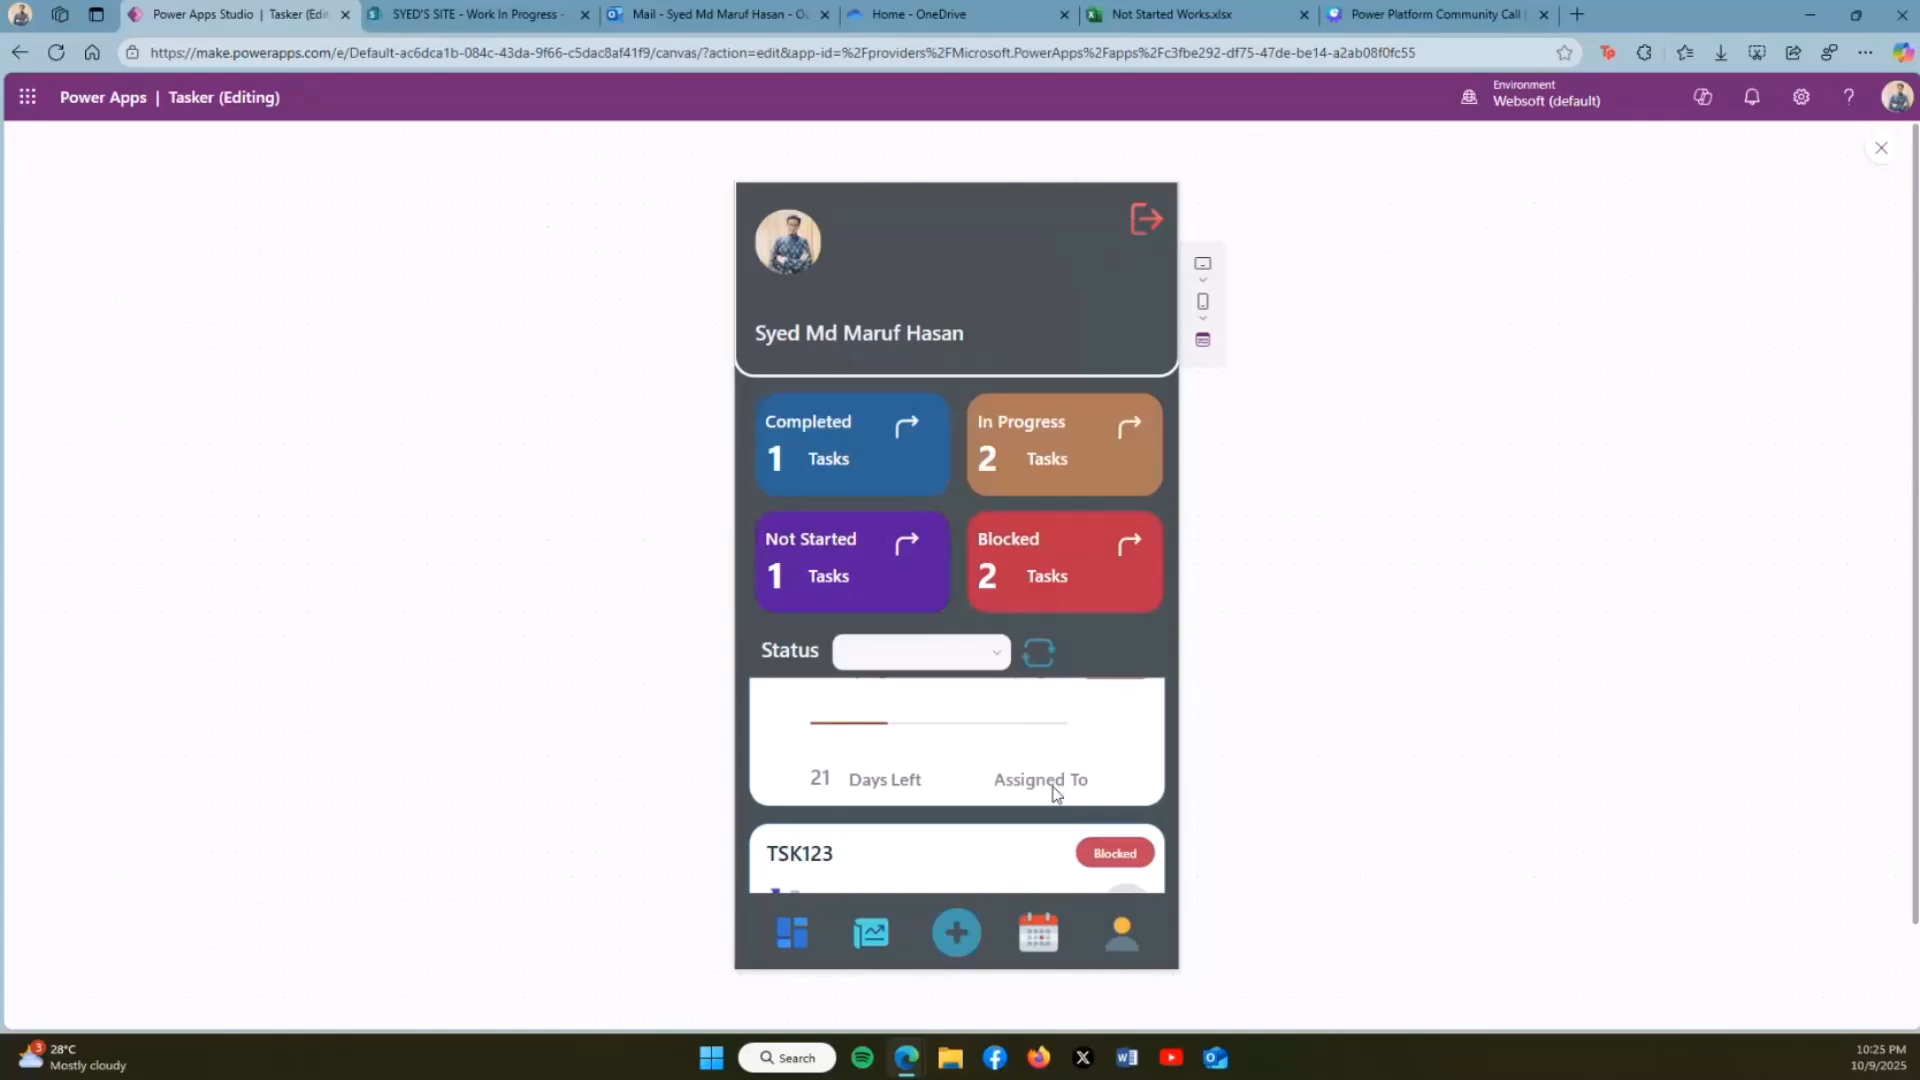 Power Apps Studio | Tasker (Edi
SYED'S SITE - Work In Progress -
Mail - Syed Md Maruf Hasan - O
Home - OneDrive
Not Started Works.xlsx
Power Platform Community Call
https://make.powerapps.com/e/Default-ac6dca1b-084c-43da-9f66-c5dac8af41f9/canvas/?action=edit&app-id=%2Fproviders%2FMicrosoft.PowerApps%2Fapps%2Fc3fbe292-df75-47de-be14-a2ab08f0fc55
Power Apps | Tasker (Editing)
Environment
Websoft (default)
Syed Md Maruf Hasan
Completed
1 Tasks
In Progress
2 Tasks
Not Started
1 Tasks
Blocked
2 Tasks
Status
21 Days Left
Assigned To
TSK123
Blocked
3
28°C
Mostly cloudy
Search
10:25 PM
10/9/2025